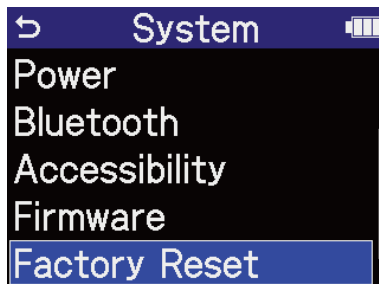 System
Power
Bluetooth
Accessibility
Firmware
Factory Reset